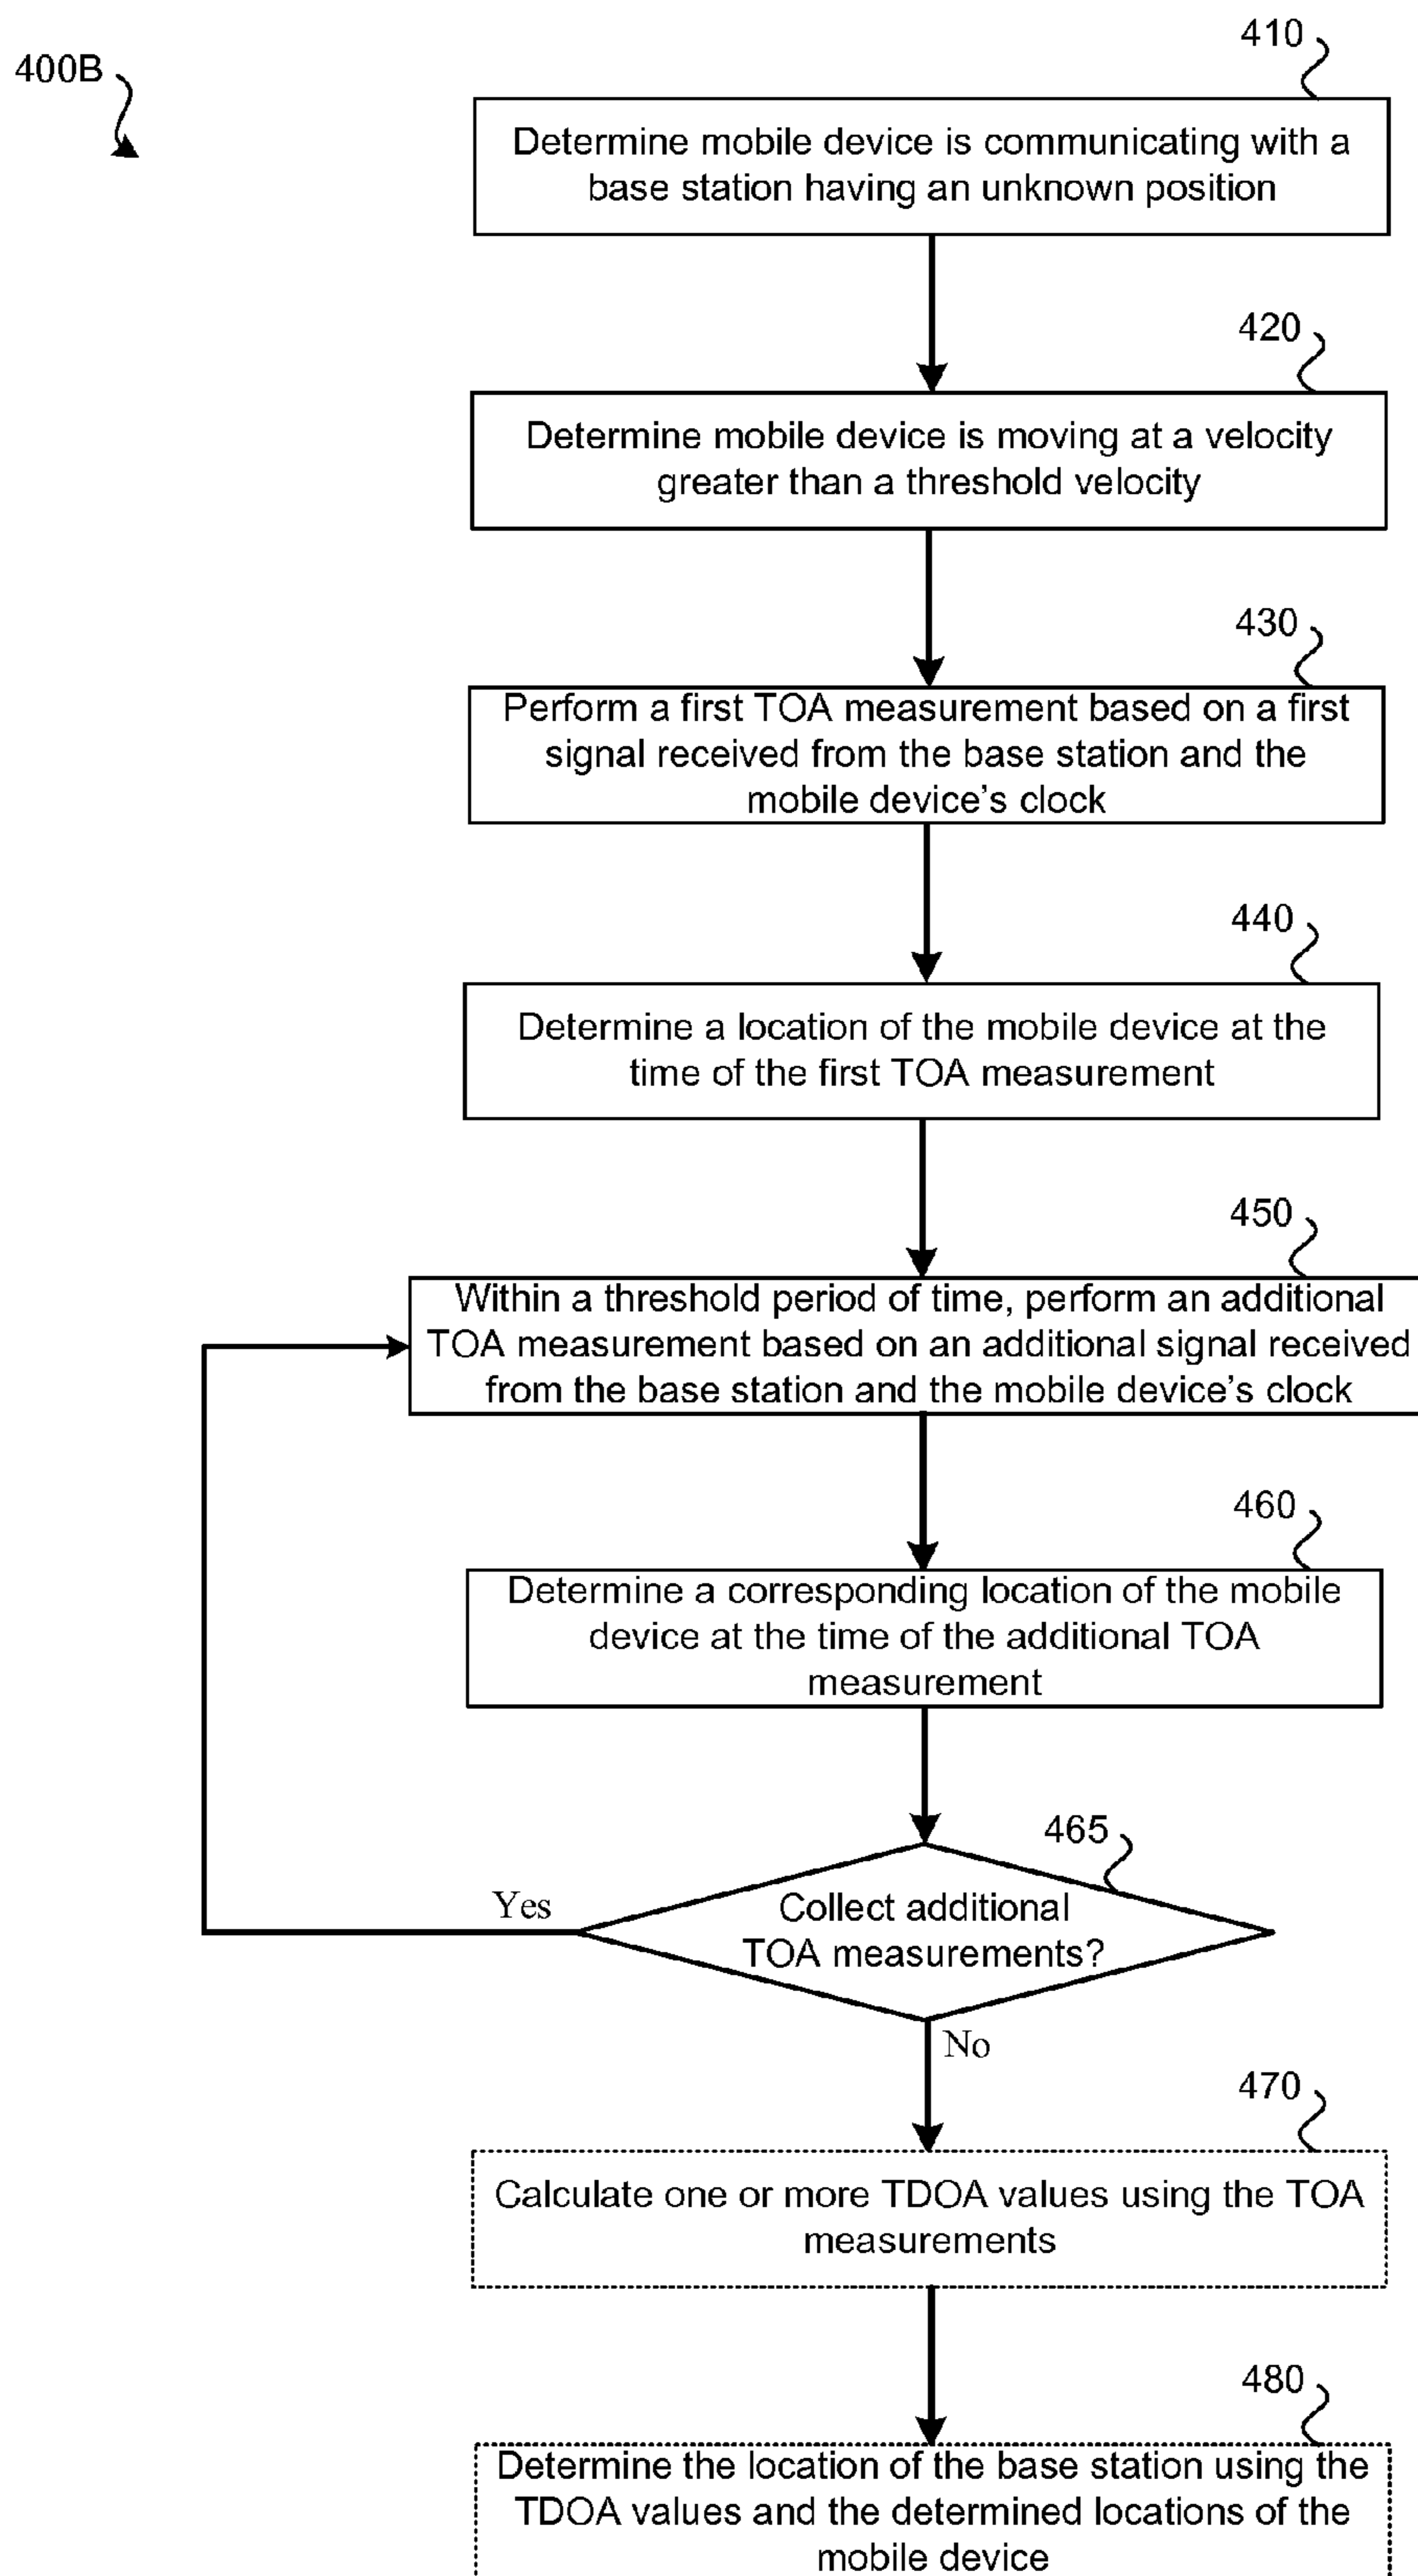 400B
410
Determine mobile device is communicating with a
base station having an unknown position
420
Determine mobile device is moving at a velocity
greater than a threshold velocity
430
Perform a first TOA measurement based on a first
signal received from the base station and the
mobile device’s clock
440
Determine a location of the mobile device at the
time of the first TOA measurement
450
Within a threshold period of time, perform an additional
TOA measurement based on an additional signal received
from the base station and the mobile device’s clock
460
Determine a corresponding location of the mobile
device at the time of the additional TOA
measurement
465
Collect additional
TOA measurements?
Yes
No
470
Calculate one or more TDOA values using the TOA
measurements
480
Determine the location of the base station using the
TDOA values and the determined locations of the
mobile device